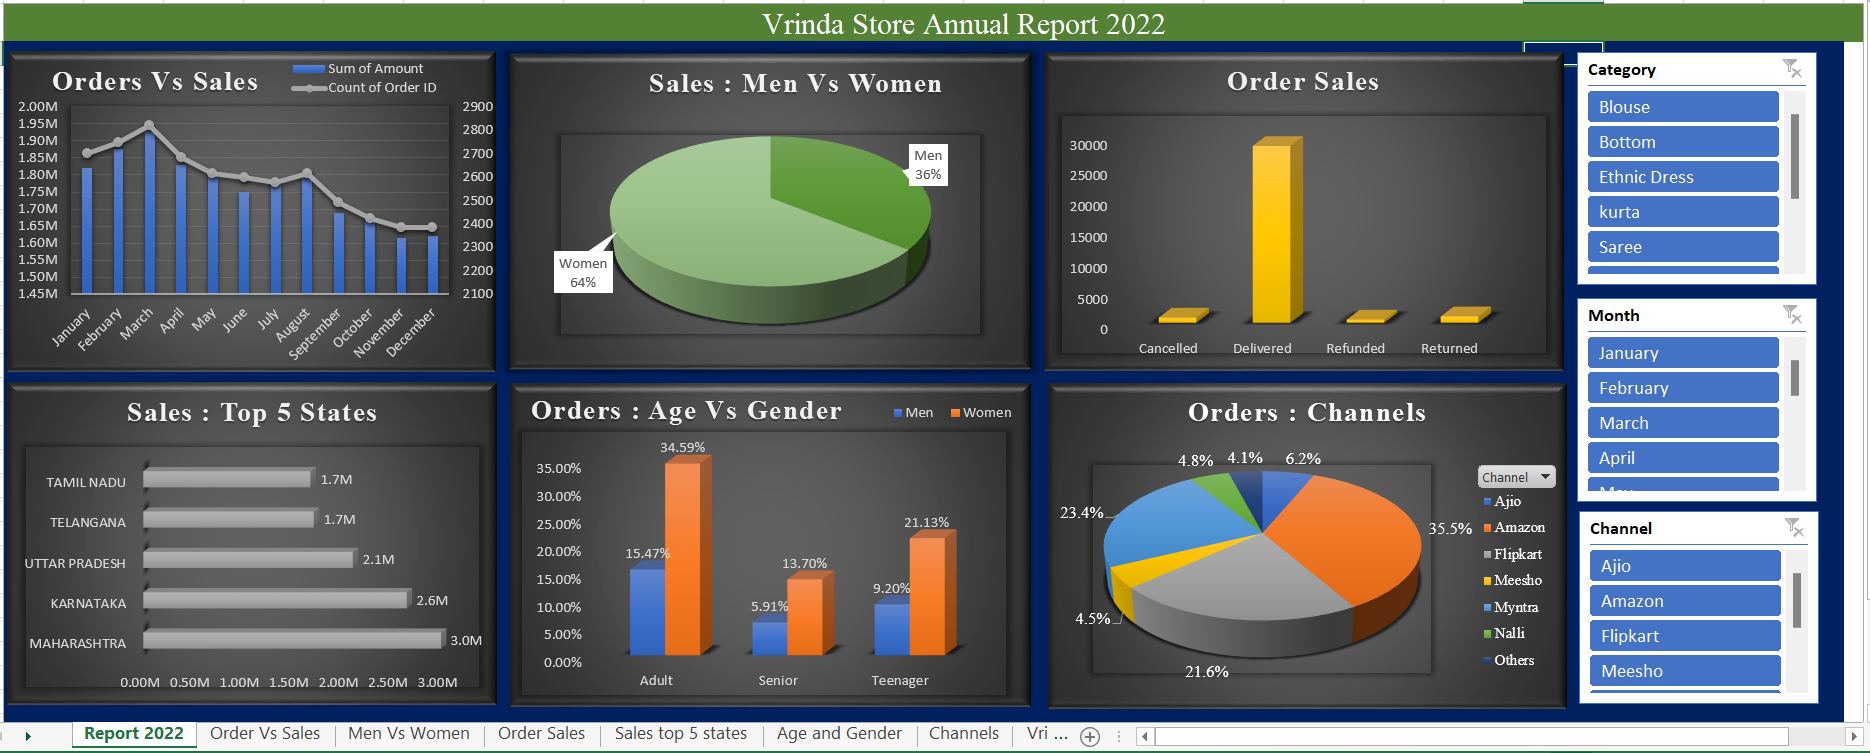 Vrinda Store Annual Report 2022
Orders Vs Sales
Sum of Amount
Count of Order ID
2.00M
1.95M
1.90M
1.85M
1.80M
1.75M
1.70M
1.65M
1.60M
1.55M
1.50M
1.45M
2900
2800
2700
2600
2500
2400
2300
2200
2100
January
February
March
April
May
June
July
August
September
October
November
December
Sales : Men Vs Women
Men
36%
Women
64%
Order Sales
30000
25000
20000
15000
10000
5000
0
Cancelled
Delivered
Refunded
Returned
Category
Blouse
Bottom
Ethnic Dress
kurta
Saree
Month
January
February
March
April
May
Channel
Ajio
Amazon
Flipkart
Meesho
Sales : Top 5 States
TAMIL NADU
1.7M
TELANGANA
1.7M
UTTAR PRADESH
2.1M
KARNATAKA
2.6M
MAHARASHTRA
3.0M
0.00M 0.50M 1.00M 1.50M 2.00M 2.50M 3.00M
Orders : Age Vs Gender
Men
Women
35.00%
30.00%
25.00%
20.00%
15.00%
10.00%
5.00%
0.00%
15.47%
34.59%
5.91%
13.70%
9.20%
21.13%
Adult
Senior
Teenager
Orders : Channels
4.8%
4.1%
6.2%
23.4%
35.5%
4.5%
21.6%
Channel
Ajio
Amazon
Flipkart
Meesho
Myntra
Nalli
Others
Report 2022
Order Vs Sales
Men Vs Women
Order Sales
Sales top 5 states
Age and Gender
Channels
Vri ...